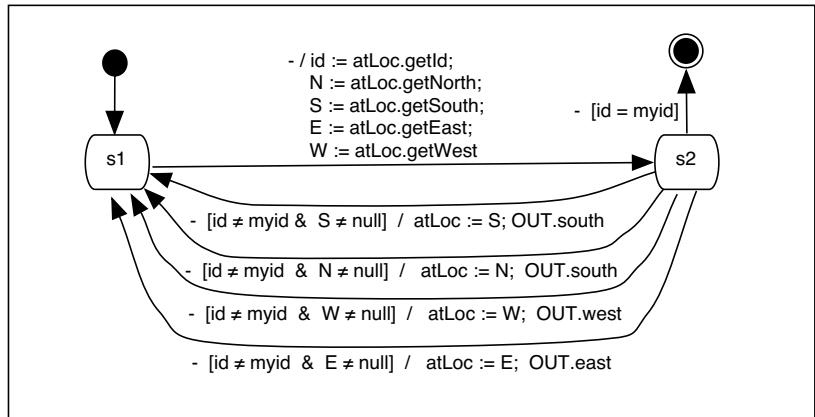 - / id := atLoc.getId;
N := atLoc.getNorth;
S := atLoc.getSouth;
E := atLoc.getEast;
W := atLoc.getWest
- [id = myid]
s1
s2
- [id ≠ myid & S ≠ null] / atLoc := S; OUT.south
- [id ≠ myid & N ≠ null] / atLoc := N; OUT.south
- [id ≠ myid & W ≠ null] / atLoc := W; OUT.west
- [id ≠ myid & E ≠ null] / atLoc := E; OUT.east